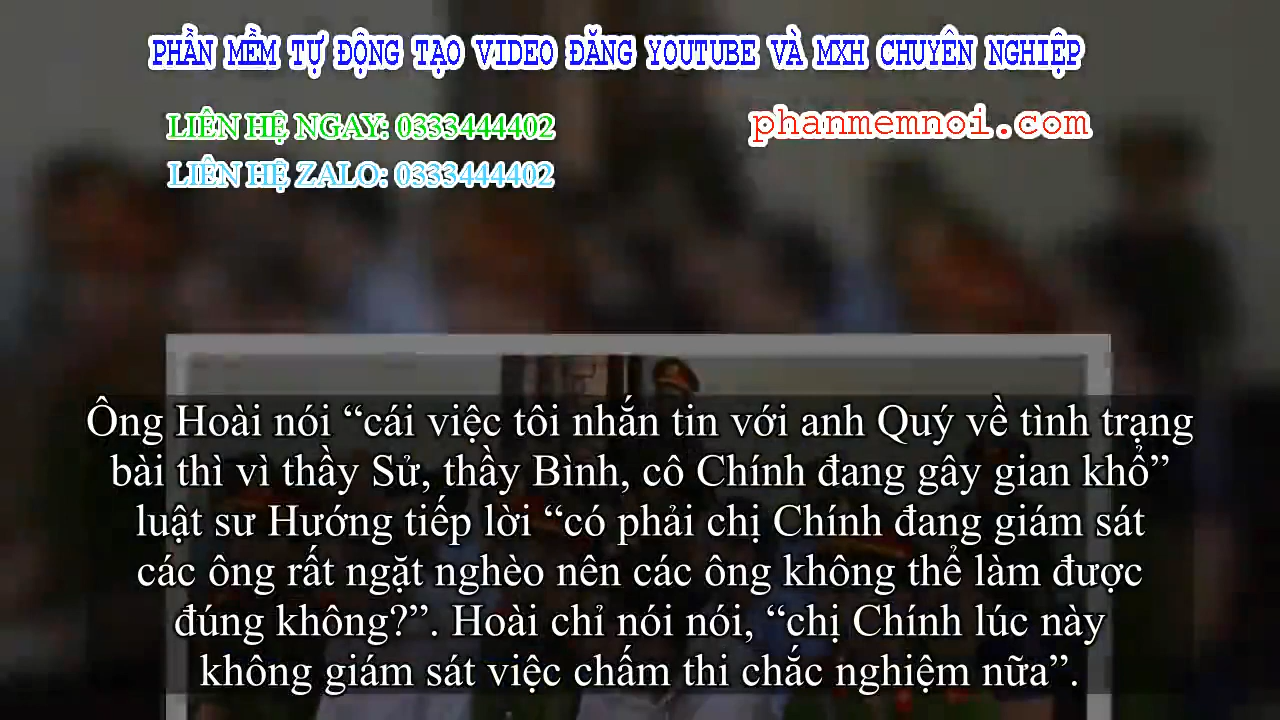 PHẦN MỀM TỰ ĐỘNG TẠO VIDEO ĐĂNG YOUTUBE VÀ MXH CHUYÊN NGHIỆP
LIÊN HỆ NGAY: 0333444402
phanmemnoi.com
LIÊN HỆ ZALO: 0333444402
Ông Hoài nói “cái việc tôi nhắn tin với anh Quý về tình trạng
bài thì vì thầy Sử, thầy Bình, cô Chính đang gây gian khổ”
luật sư Hướng tiếp lời “có phải chị Chính đang giám sát
các ông rất ngặt nghèo nên các ông không thể làm được
đúng không?”. Hoài chỉ nói nói, “chị Chính lúc này
không giám sát việc chấm thi chắc nghiệm nữa”.